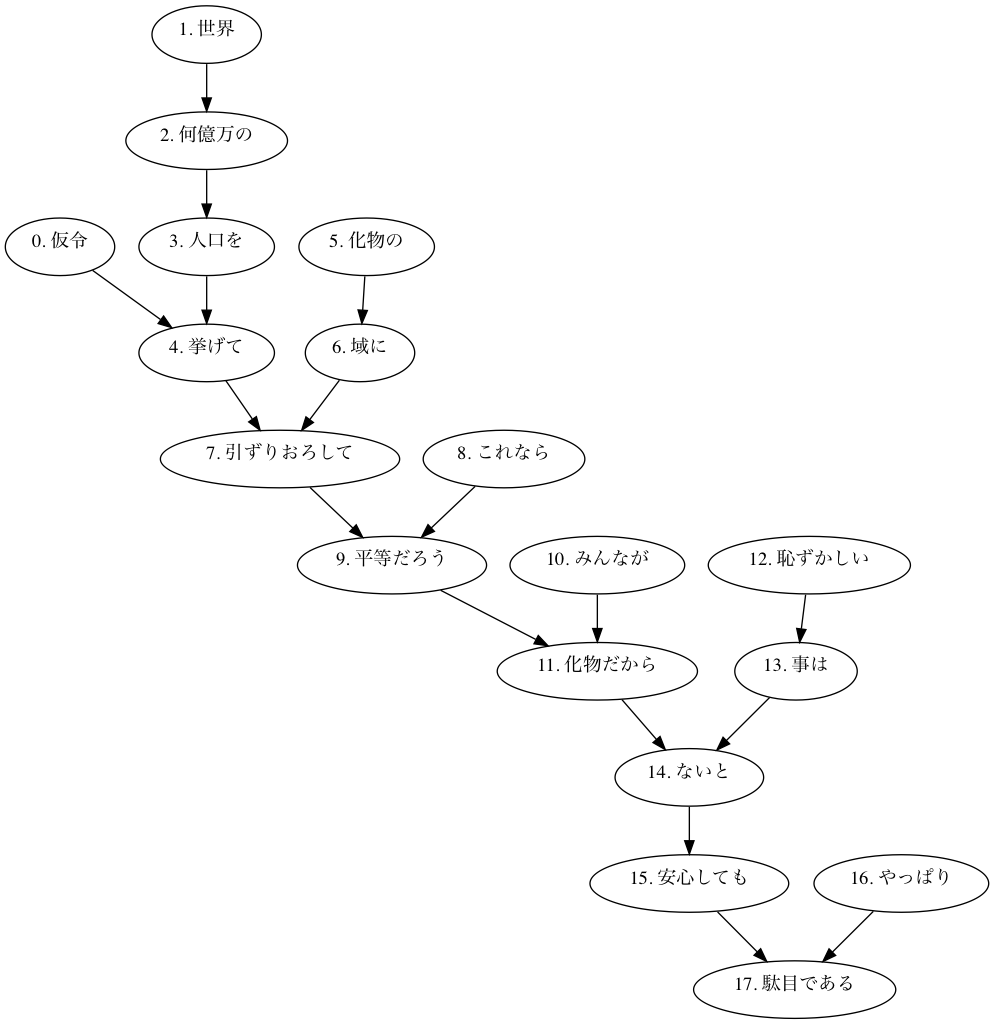 1. 世界
2. 何億万の
0. 仮令
3. 人口を
5. 化物の
4. 挙げて
6. 域に
7. 引ずりおろして
8. これなら
9. 平等だろう
10. みんなが
12. 恥ずかしい
11. 化物だから
13. 事は
14. ないと
15. 安心しても
16. やっぱり
17. 駄目である